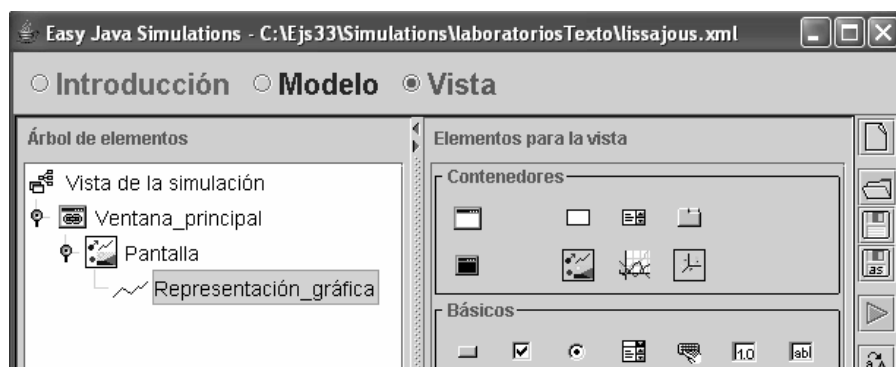 Easy Java Simulations - C:\Ejs33\Simulations\laboratoriosTexto\lissajous.xml
Introducción Modelo Vista
Árbol de elementos
Elementos para la vista
Vista de la simulación
Contenedores
Ventana_principal
Pantalla
Representación_gráfica
as
Básicos
1.0
abl